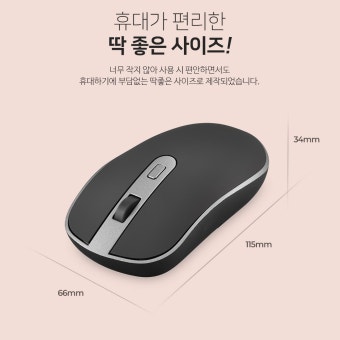 휴대가 편리한
딱 좋은 사이즈!
너무 작지 않아 사용 시 편안하면서도
휴대하기에 부담없는 딱좋은 사이즈로 제작되었습니다.
34mm
115mm
66mm